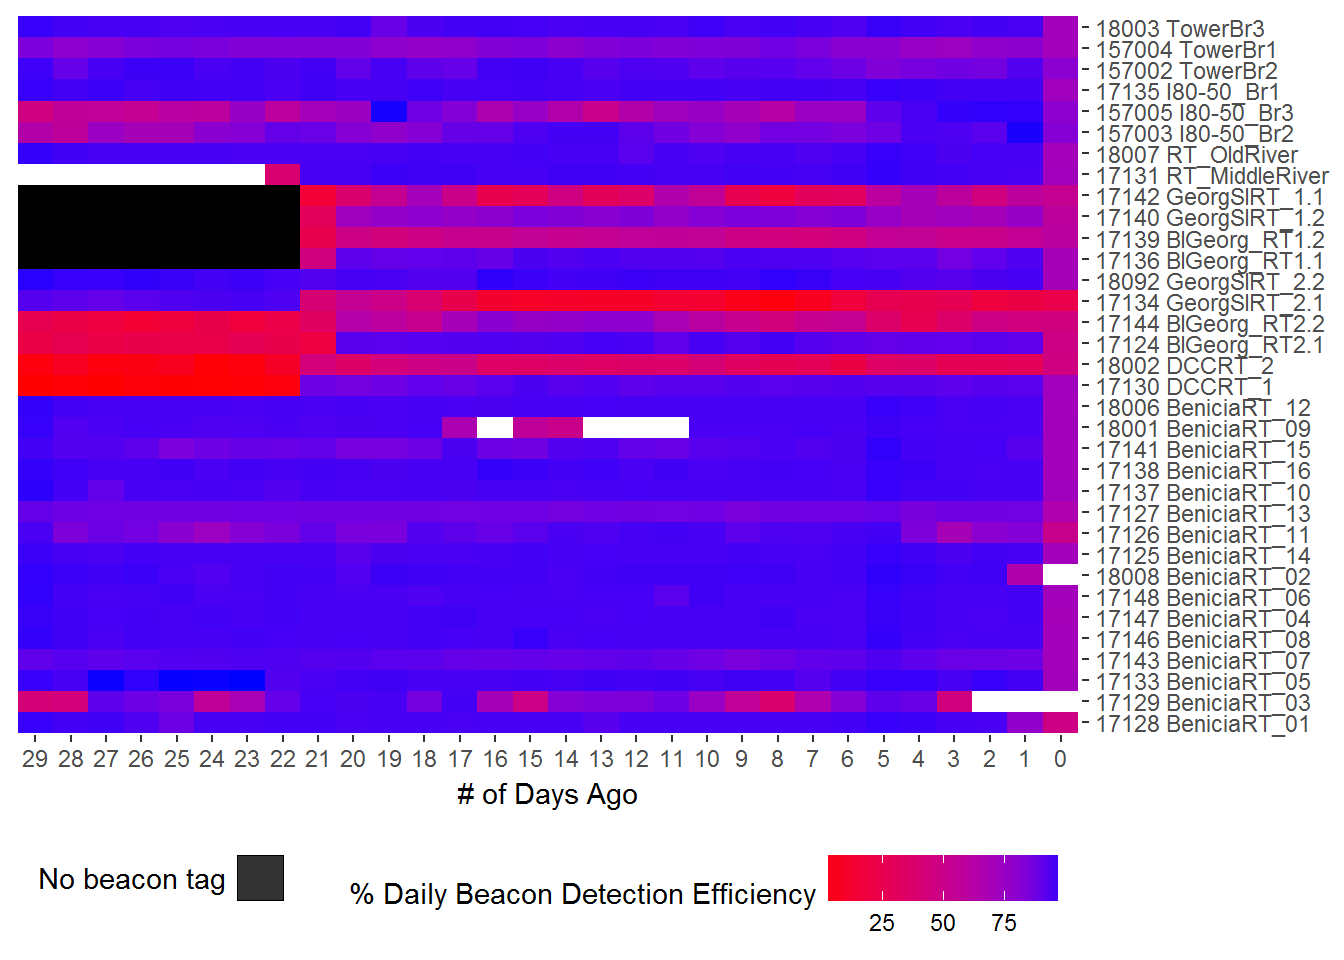 18003 TowerBr3
157004 TowerBr1
157002 TowerBr2
17135 I80-50_Br1
157005 I80-50_Br3
157003 I80-50_Br2
18007 RT_OldRiver
17131 RT_MiddleRiver
17142 GeorgSlRT_1.1
17140 GeorgSlRT_1.2
17139 BlGeorg_RT1.2
17136 BlGeorg_RT1.1
18092 GeorgSlRT_2.2
17134 GeorgSlRT_2.1
17144 BlGeorg_RT2.2
17124 BlGeorg_RT2.1
18002 DCCRT_2
17130 DCCRT_1
18006 BeniciaRT_12
18001 BeniciaRT_09
17141 BeniciaRT_15
17138 BeniciaRT_16
17137 BeniciaRT_10
17127 BeniciaRT_13
17126 BeniciaRT_11
17125 BeniciaRT_14
18008 BeniciaRT_02
17148 BeniciaRT_06
17147 BeniciaRT_04
17146 BeniciaRT_08
17143 BeniciaRT_07
17133 BeniciaRT_05
17129 BeniciaRT_03
17128 BeniciaRT_01
29 28 27 26 25 24 23 22 21 20 19 18 17 16 15 14 13 12 11 10 9 8 7 6 5 4 3 2 1 0
# of Days Ago
No beacon tag
% Daily Beacon Detection Efficiency
25 50 75